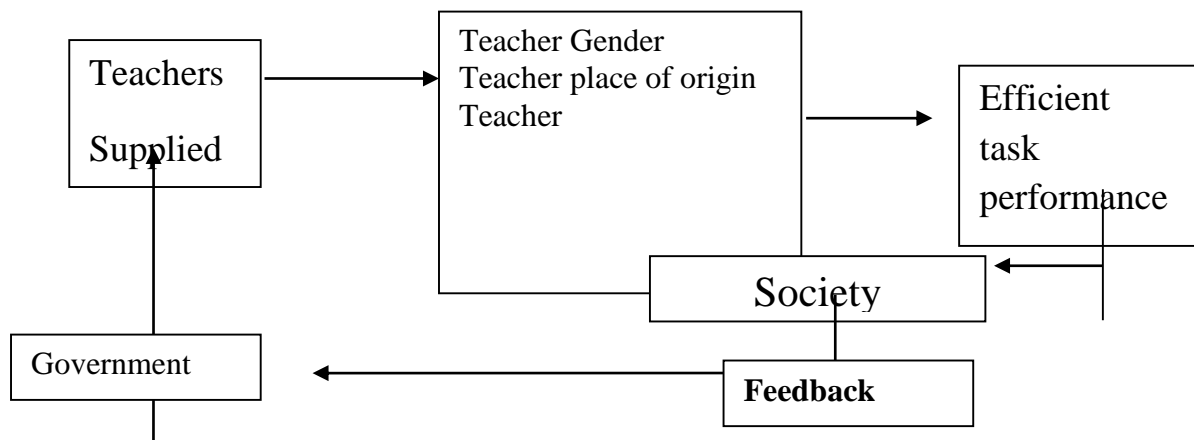 Teachers
Supplied
Teacher Gender
Teacher place of origin
Teacher
Efficient
task
performance
Society
Government
Feedback